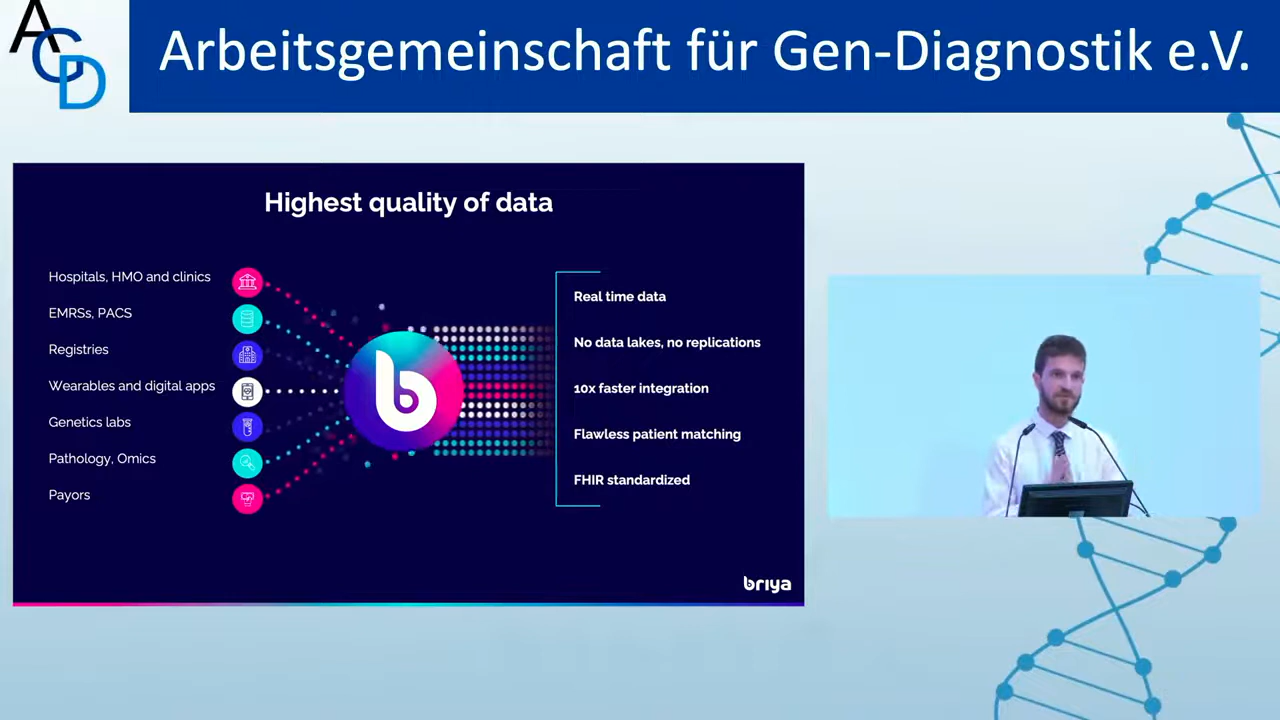 AGD
Arbeitsgemeinschaft für Gen-Diagnostik e.V.
Highest quality of data
Hospitals, HMO and clinics
EMRSs, PACS
Registries
Wearables and digital apps
Genetics labs
Pathology, Omics
Payors
b
Real time data
No data lakes, no replications
10x faster integration
Flawless patient matching
FHIR standardized
briya